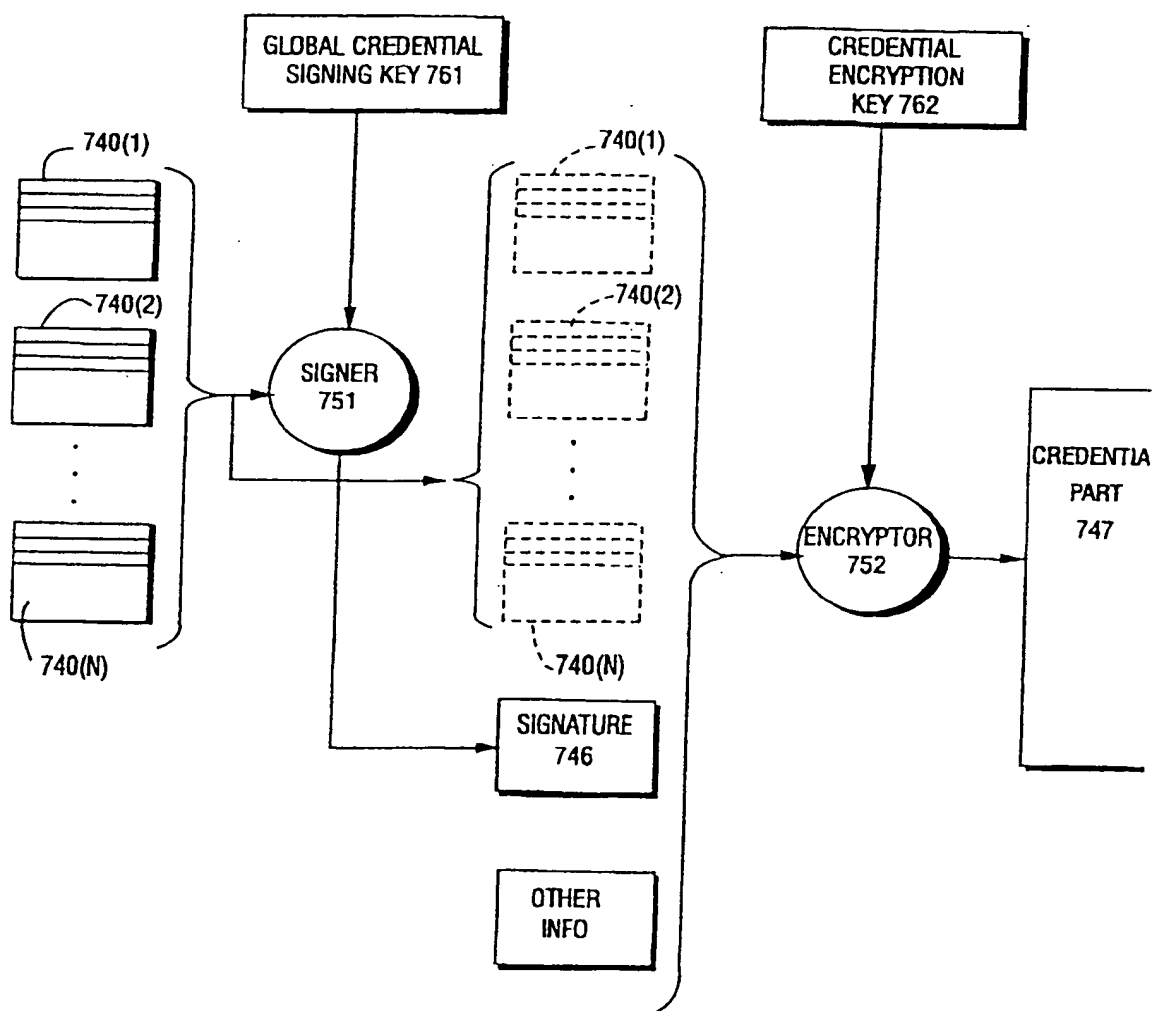 GLOBAL CREDENTIAL
SIGNING KEY 761
CREDENTIAL
ENCRYPTION
KEY 762
740(1)
740(2)
740(N)
SIGNER
751
740(1)
740(2)
740(N)
SIGNATURE
746
OTHER
INFO
ENCRYPTOR
752
CREDENTIA
PART
747